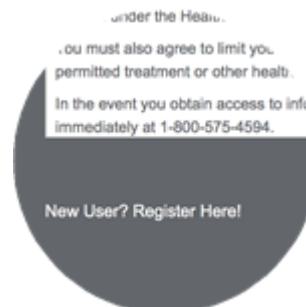 under the
You must also agree to limit
permitted treatment or other
In the event you obtain access to
immediately at 1-800-575-4594.
New User? Register Here!